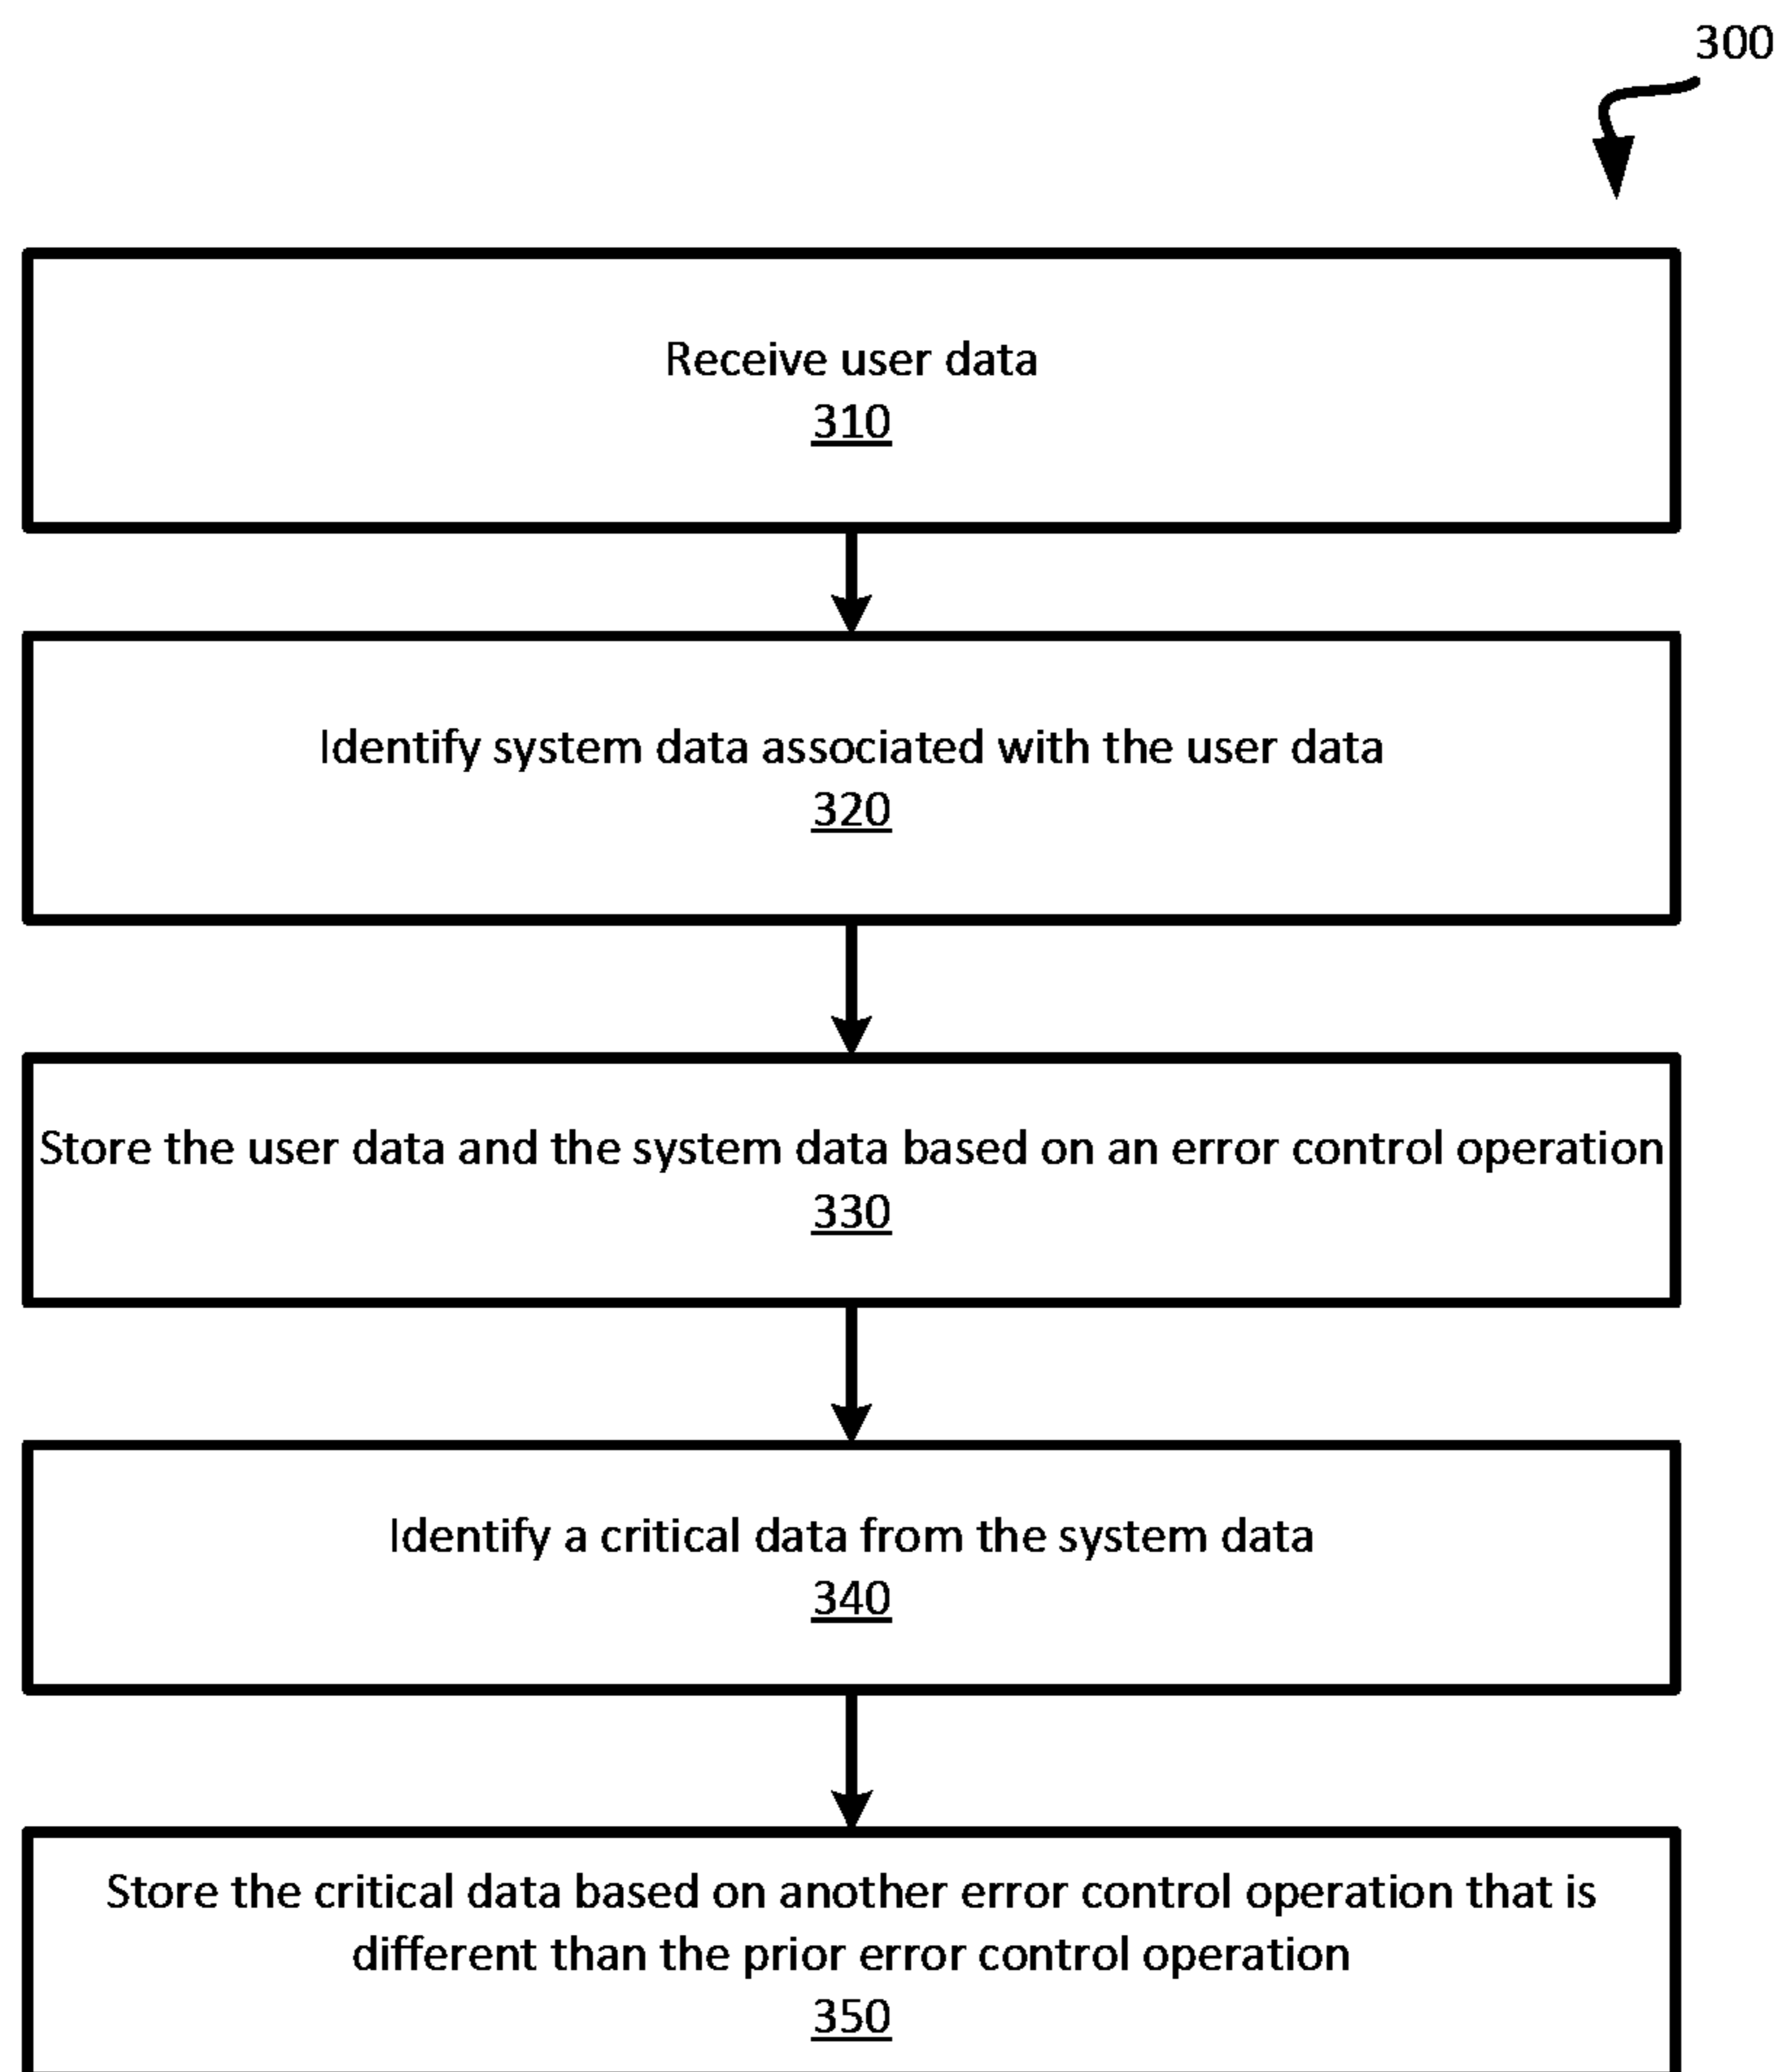 300
Receive user data
310
Identify system data associated with the user data
320
Store the user data and the system data based on an error control operation
330
Identify a critical data from the system data
340
Store the critical data based on another error control operation that is
different than the prior error control operation
350